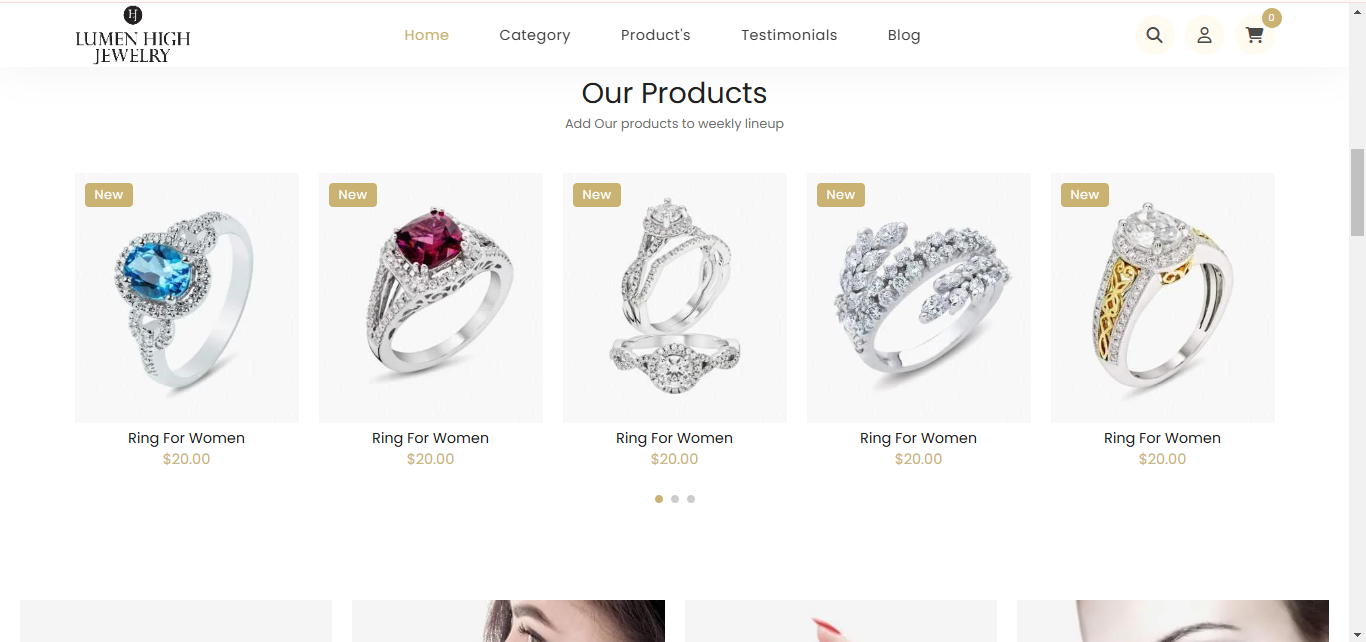 HJ
LUMEN HIGH
JEWELRY
Home
Category
Product's
Testimonials
Blog
0
Our Products
Add Our products to weekly lineup
New
New
New
New
New
Ring For Women
Ring For Women
Ring For Women
Ring For Women
Ring For Women
$20.00
$20.00
$20.00
$20.00
$20.00